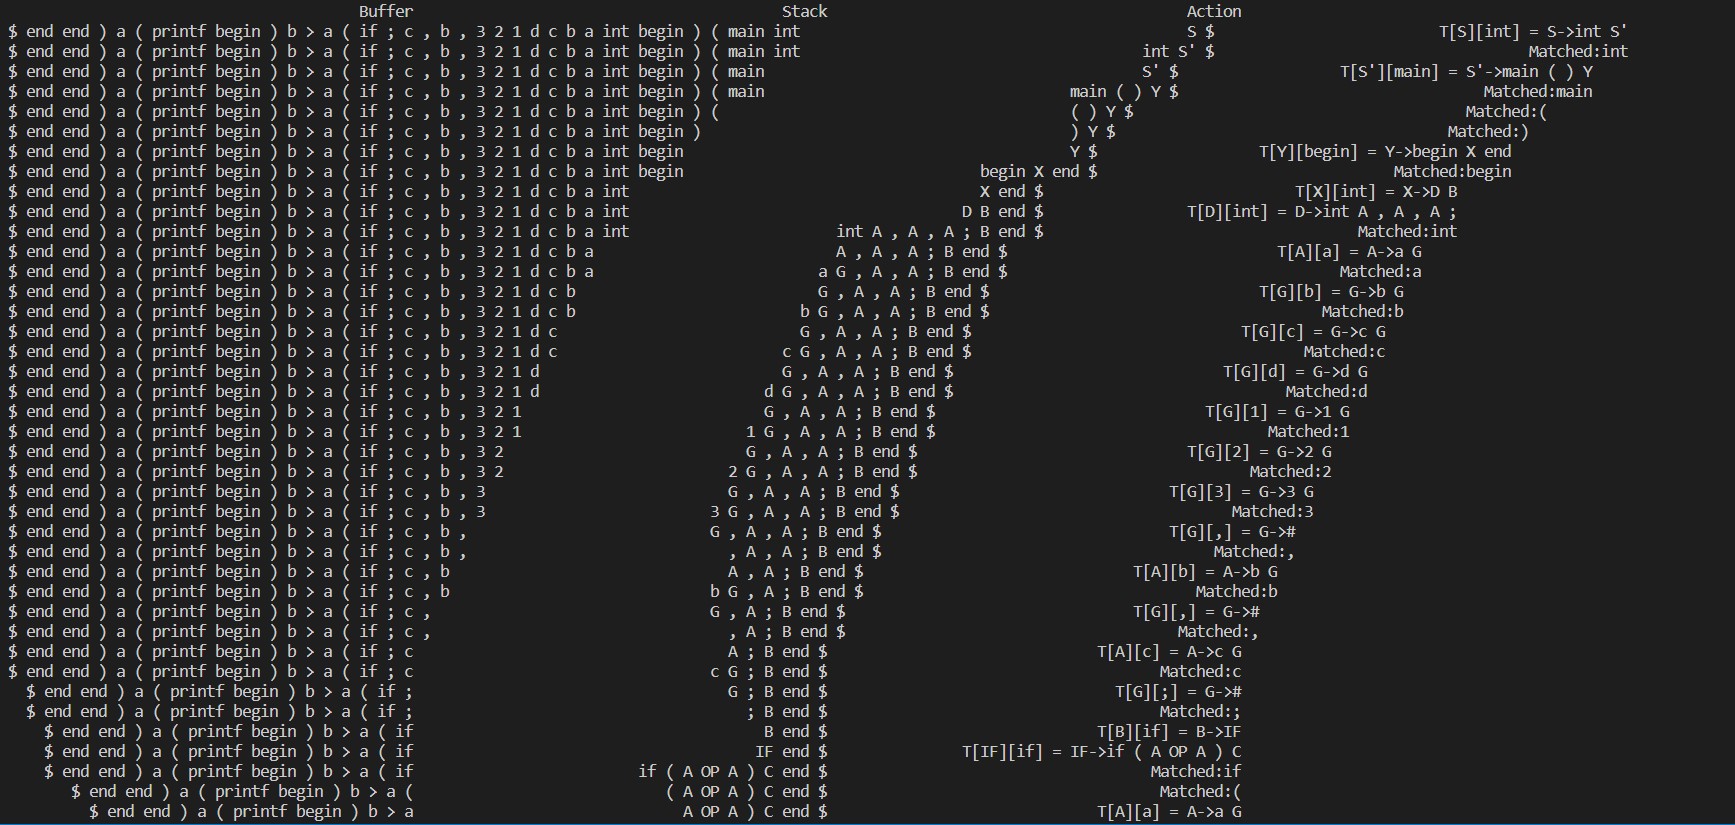 Buffer Stack Action
$ end end ) a ( printf begin ) b > a ( if ; c , b , 3 2 1 d c b a int begin ) ( main int S $ T[S][int] = S->int S'
$ end end ) a ( printf begin ) b > a ( if ; c , b , 3 2 1 d c b a int begin ) ( main int int S' $ Matched:int
$ end end ) a ( printf begin ) b > a ( if ; c , b , 3 2 1 d c b a int begin ) ( main S' $ T[S'][main] = S'->main ( ) Y
$ end end ) a ( printf begin ) b > a ( if ; c , b , 3 2 1 d c b a int begin ) ( main main ( ) Y $ Matched:main
$ end end ) a ( printf begin ) b > a ( if ; c , b , 3 2 1 d c b a int begin ) ( ( ) Y $ Matched:(
$ end end ) a ( printf begin ) b > a ( if ; c , b , 3 2 1 d c b a int begin ) ) Y $ Matched:)
$ end end ) a ( printf begin ) b > a ( if ; c , b , 3 2 1 d c b a int begin Y $ T[Y][begin] = Y->begin X end
$ end end ) a ( printf begin ) b > a ( if ; c , b , 3 2 1 d c b a int begin begin X end $ Matched:begin
$ end end ) a ( printf begin ) b > a ( if ; c , b , 3 2 1 d c b a int X end $ T[X][int] = X->D B
$ end end ) a ( printf begin ) b > a ( if ; c , b , 3 2 1 d c b a int D B end $ T[D][int] = D->int A , A , A ;
$ end end ) a ( printf begin ) b > a ( if ; c , b , 3 2 1 d c b a int int A , A , A ; B end $ Matched:int
$ end end ) a ( printf begin ) b > a ( if ; c , b , 3 2 1 d c b a A , A , A ; B end $ T[A][a] = A->a G
$ end end ) a ( printf begin ) b > a ( if ; c , b , 3 2 1 d c b a a G , A , A ; B end $ Matched:a
$ end end ) a ( printf begin ) b > a ( if ; c , b , 3 2 1 d c b G , A , A ; B end $ T[G][b] = G->b G
$ end end ) a ( printf begin ) b > a ( if ; c , b , 3 2 1 d c b b G , A , A ; B end $ Matched:b
$ end end ) a ( printf begin ) b > a ( if ; c , b , 3 2 1 d c G , A , A ; B end $ T[G][c] = G->c G
$ end end ) a ( printf begin ) b > a ( if ; c , b , 3 2 1 d c c G , A , A ; B end $ Matched:c
$ end end ) a ( printf begin ) b > a ( if ; c , b , 3 2 1 d G , A , A ; B end $ T[G][d] = G->d G
$ end end ) a ( printf begin ) b > a ( if ; c , b , 3 2 1 d d G , A , A ; B end $ Matched:d
$ end end ) a ( printf begin ) b > a ( if ; c , b , 3 2 1 G , A , A ; B end $ T[G][1] = G->1 G
$ end end ) a ( printf begin ) b > a ( if ; c , b , 3 2 1 1 G , A , A ; B end $ Matched:1
$ end end ) a ( printf begin ) b > a ( if ; c , b , 3 2 G , A , A ; B end $ T[G][2] = G->2 G
$ end end ) a ( printf begin ) b > a ( if ; c , b , 3 2 2 G , A , A ; B end $ Matched:2
$ end end ) a ( printf begin ) b > a ( if ; c , b , 3 G , A , A ; B end $ T[G][3] = G->3 G
$ end end ) a ( printf begin ) b > a ( if ; c , b , 3 3 G , A , A ; B end $ Matched:3
$ end end ) a ( printf begin ) b > a ( if ; c , b , G , A , A ; B end $ T[G][,] = G->#
$ end end ) a ( printf begin ) b > a ( if ; c , b , , A , A ; B end $ Matched:,
$ end end ) a ( printf begin ) b > a ( if ; c , b A , A ; B end $ T[A][b] = A->b G
$ end end ) a ( printf begin ) b > a ( if ; c , b b G , A ; B end $ Matched:b
$ end end ) a ( printf begin ) b > a ( if ; c , G , A ; B end $ T[G][,] = G->#
$ end end ) a ( printf begin ) b > a ( if ; c , , A ; B end $ Matched:,
$ end end ) a ( printf begin ) b > a ( if ; c A ; B end $ T[A][c] = A->c G
$ end end ) a ( printf begin ) b > a ( if ; c c G ; B end $ Matched:c
$ end end ) a ( printf begin ) b > a ( if ; G ; B end $ T[G][;] = G->#
$ end end ) a ( printf begin ) b > a ( if ; ; B end $ Matched:;
$ end end ) a ( printf begin ) b > a ( if B end $ T[B][if] = B->IF
$ end end ) a ( printf begin ) b > a ( if IF end $ T[IF][if] = IF->if ( A OP A ) C
$ end end ) a ( printf begin ) b > a ( if if ( A OP A ) C end $ Matched:if
$ end end ) a ( printf begin ) b > a ( ( A OP A ) C end $ Matched:(
$ end end ) a ( printf begin ) b > a A OP A ) C end $ T[A][a] = A->a G